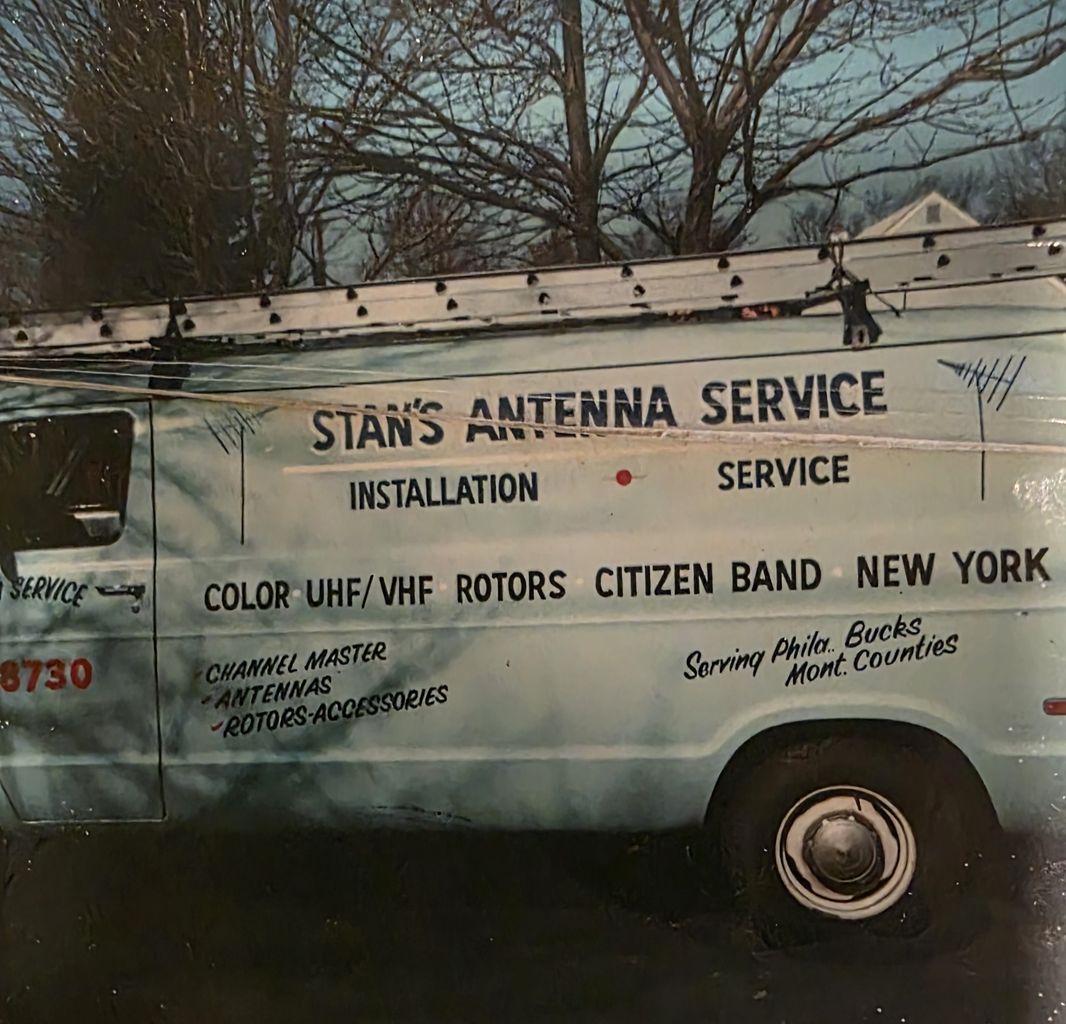 STAN'S ANTENNA SERVICE
INSTALLATION • SERVICE
COLOR · UHF/VHF · ROTORS · CITIZEN BAND · NEW YORK
SERVICE
8730
CHANNEL MASTER
ANTENNAS
ROTORS-ACCESSORIES
Serving Phila.. Bucks
Mont. Counties